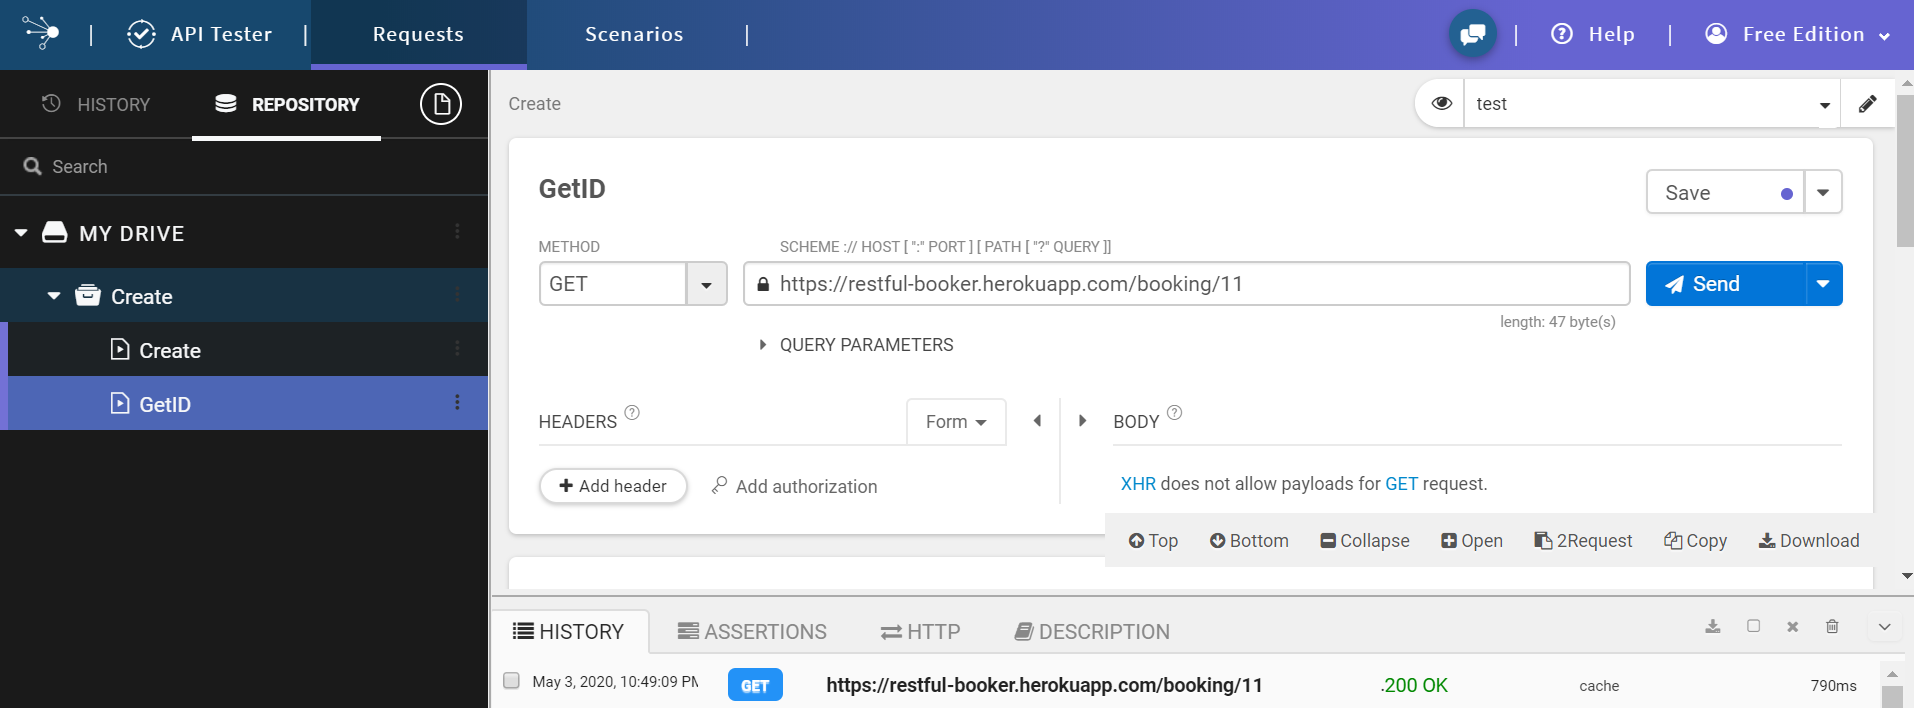 API Tester
Requests
Scenarios
Help
Free Edition
HISTORY
REPOSITORY
Search
MY DRIVE
Create
Create
GetID
Create
test
GetID
Save
METHOD
SCHEME :// HOST [ ":" PORT ] [ PATH [ "?" QUERY ]]
GET
https://restful-booker.herokuapp.com/booking/11
Send
length: 47 byte(s)
QUERY PARAMETERS
HEADERS ?
Form
BODY ?
Add header
Add authorization
XHR does not allow payloads for GET request.
Top Bottom Collapse Open 2Request Copy Download
HISTORY ASSERTIONS HTTP DESCRIPTION
May 3, 2020, 10:49:09 PM GET https://restful-booker.herokuapp.com/booking/11 .200 OK cache 790ms